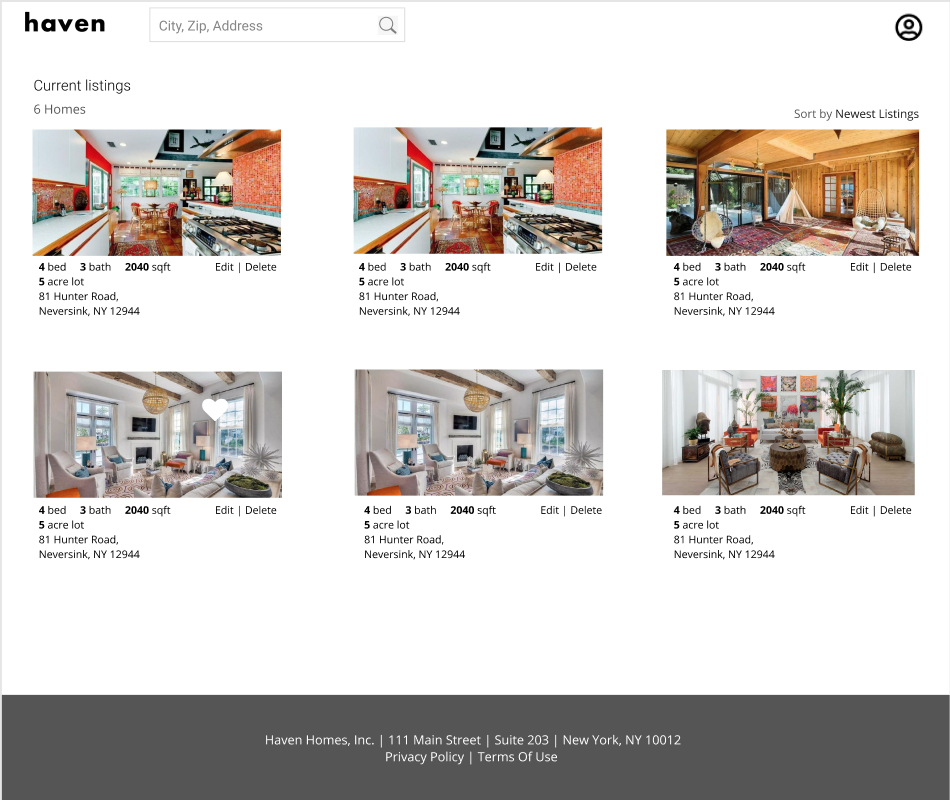 haven
City, Zip, Address
Current listings
6 Homes
Sort by Newest Listings
4 bed 3 bath 2040 sqft Edit | Delete
5 acre lot
81 Hunter Road,
Neversink, NY 12944
4 bed 3 bath 2040 sqft Edit | Delete
5 acre lot
81 Hunter Road,
Neversink, NY 12944
4 bed 3 bath 2040 sqft Edit | Delete
5 acre lot
81 Hunter Road,
Neversink, NY 12944
4 bed 3 bath 2040 sqft Edit | Delete
5 acre lot
81 Hunter Road,
Neversink, NY 12944
4 bed 3 bath 2040 sqft Edit | Delete
5 acre lot
81 Hunter Road,
Neversink, NY 12944
4 bed 3 bath 2040 sqft Edit | Delete
5 acre lot
81 Hunter Road,
Neversink, NY 12944
Haven Homes, Inc. | 111 Main Street | Suite 203 | New York, NY 10012
Privacy Policy | Terms Of Use